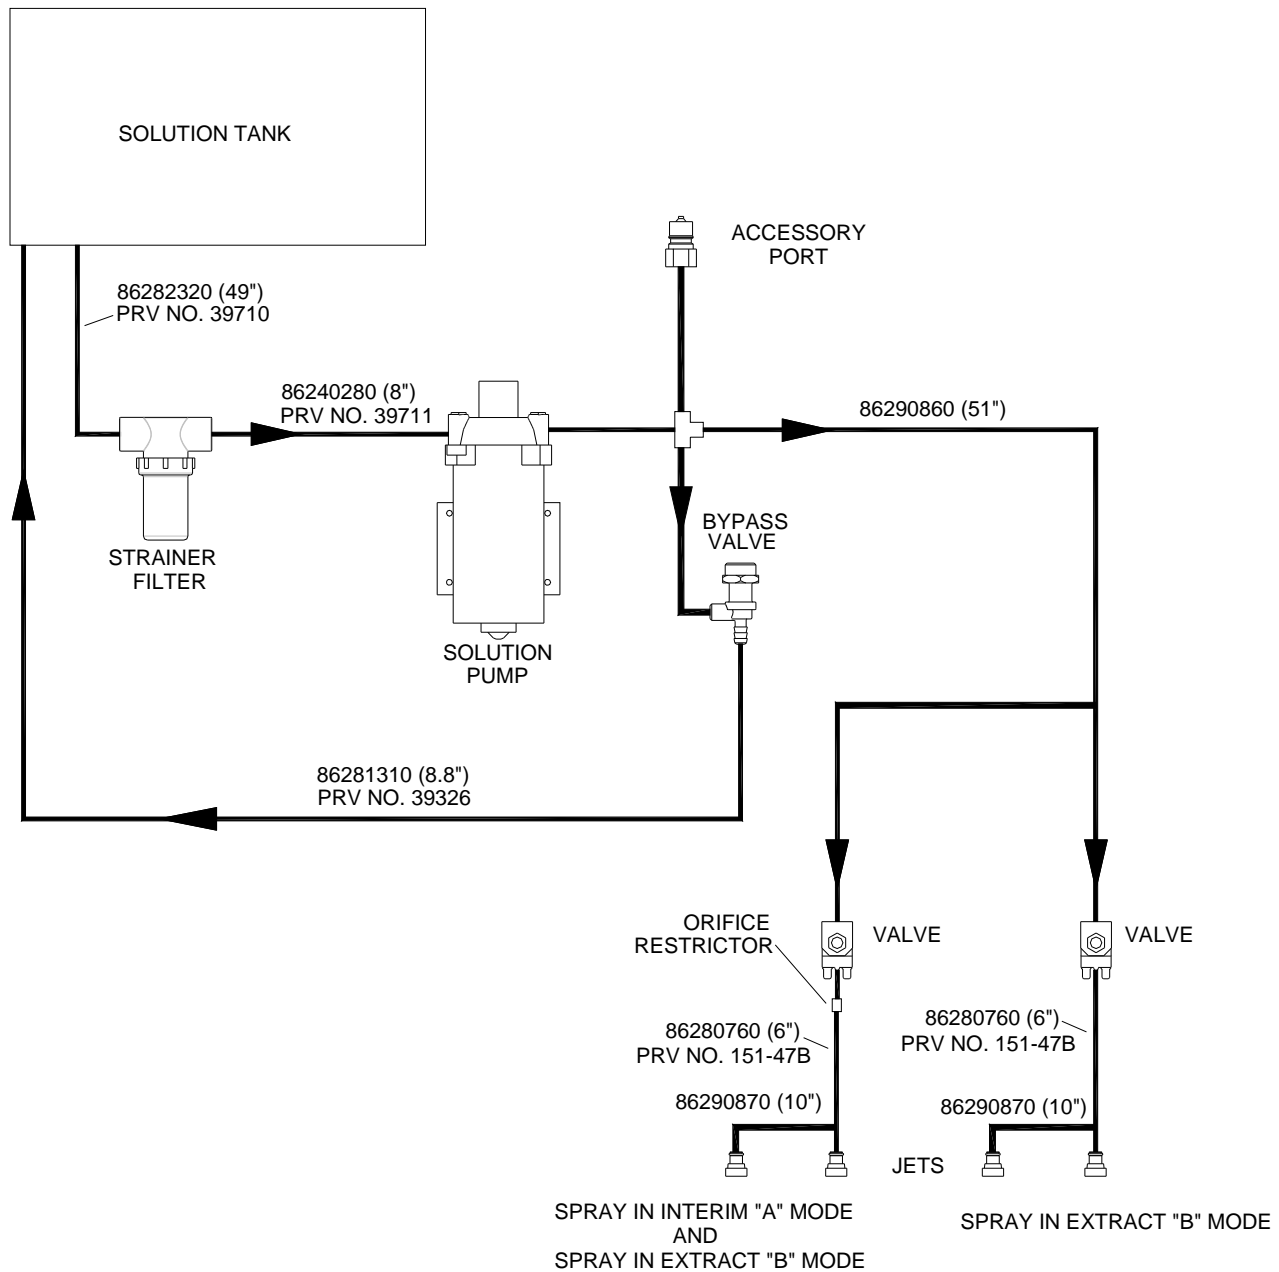 SOLUTION TANK
ACCESSORY
PORT
86282320 (49")
PRV NO. 39710
86240280 (8")
PRV NO. 39711
86290860 (51")
BYPASS
VALVE
STRAINER
FILTER
SOLUTION
PUMP
86281310 (8.8")
PRV NO. 39326
ORIFICE
RESTRICTOR
VALVE
VALVE
86280760 (6")
PRV NO. 151-47B
86280760 (6")
PRV NO. 151-47B
86290870 (10")
86290870 (10")
JETS
SPRAY IN INTERIM "A" MODE
AND
SPRAY IN EXTRACT "B" MODE
SPRAY IN EXTRACT "B" MODE